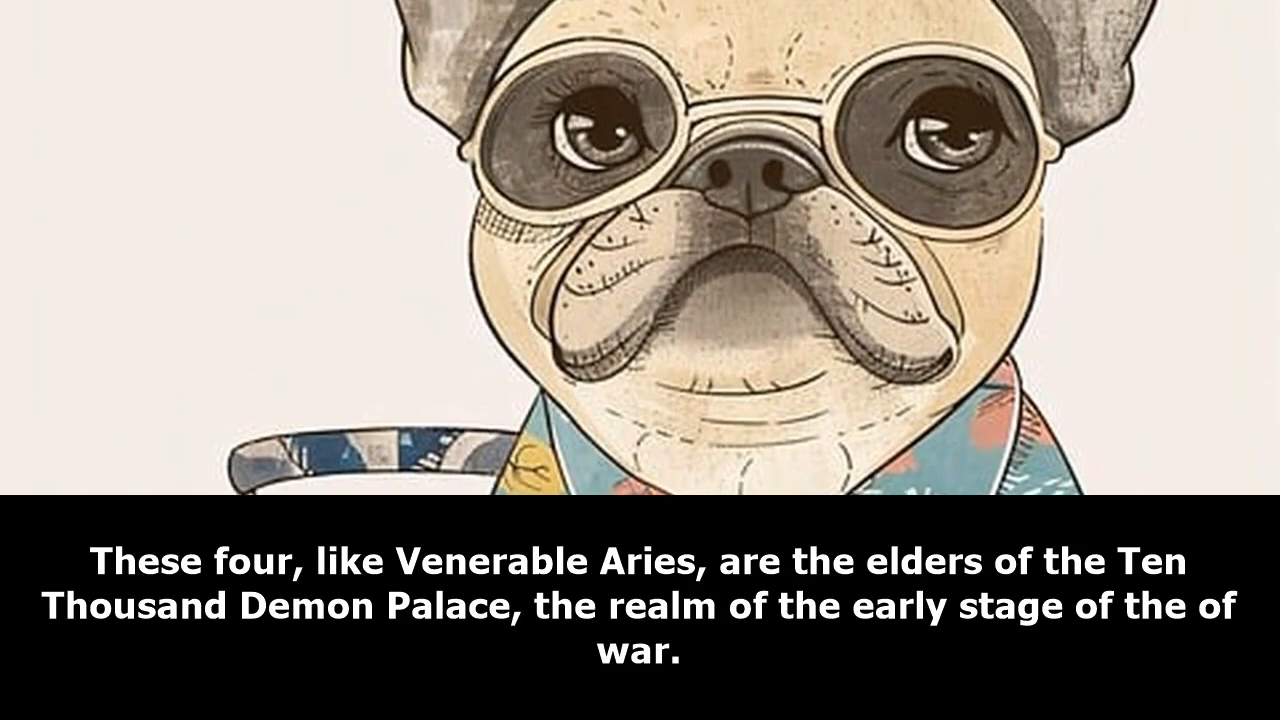 These four, like Venerable Aries, are the elders of the Ten
Thousand Demon Palace, the realm of the early stage of the of
war.